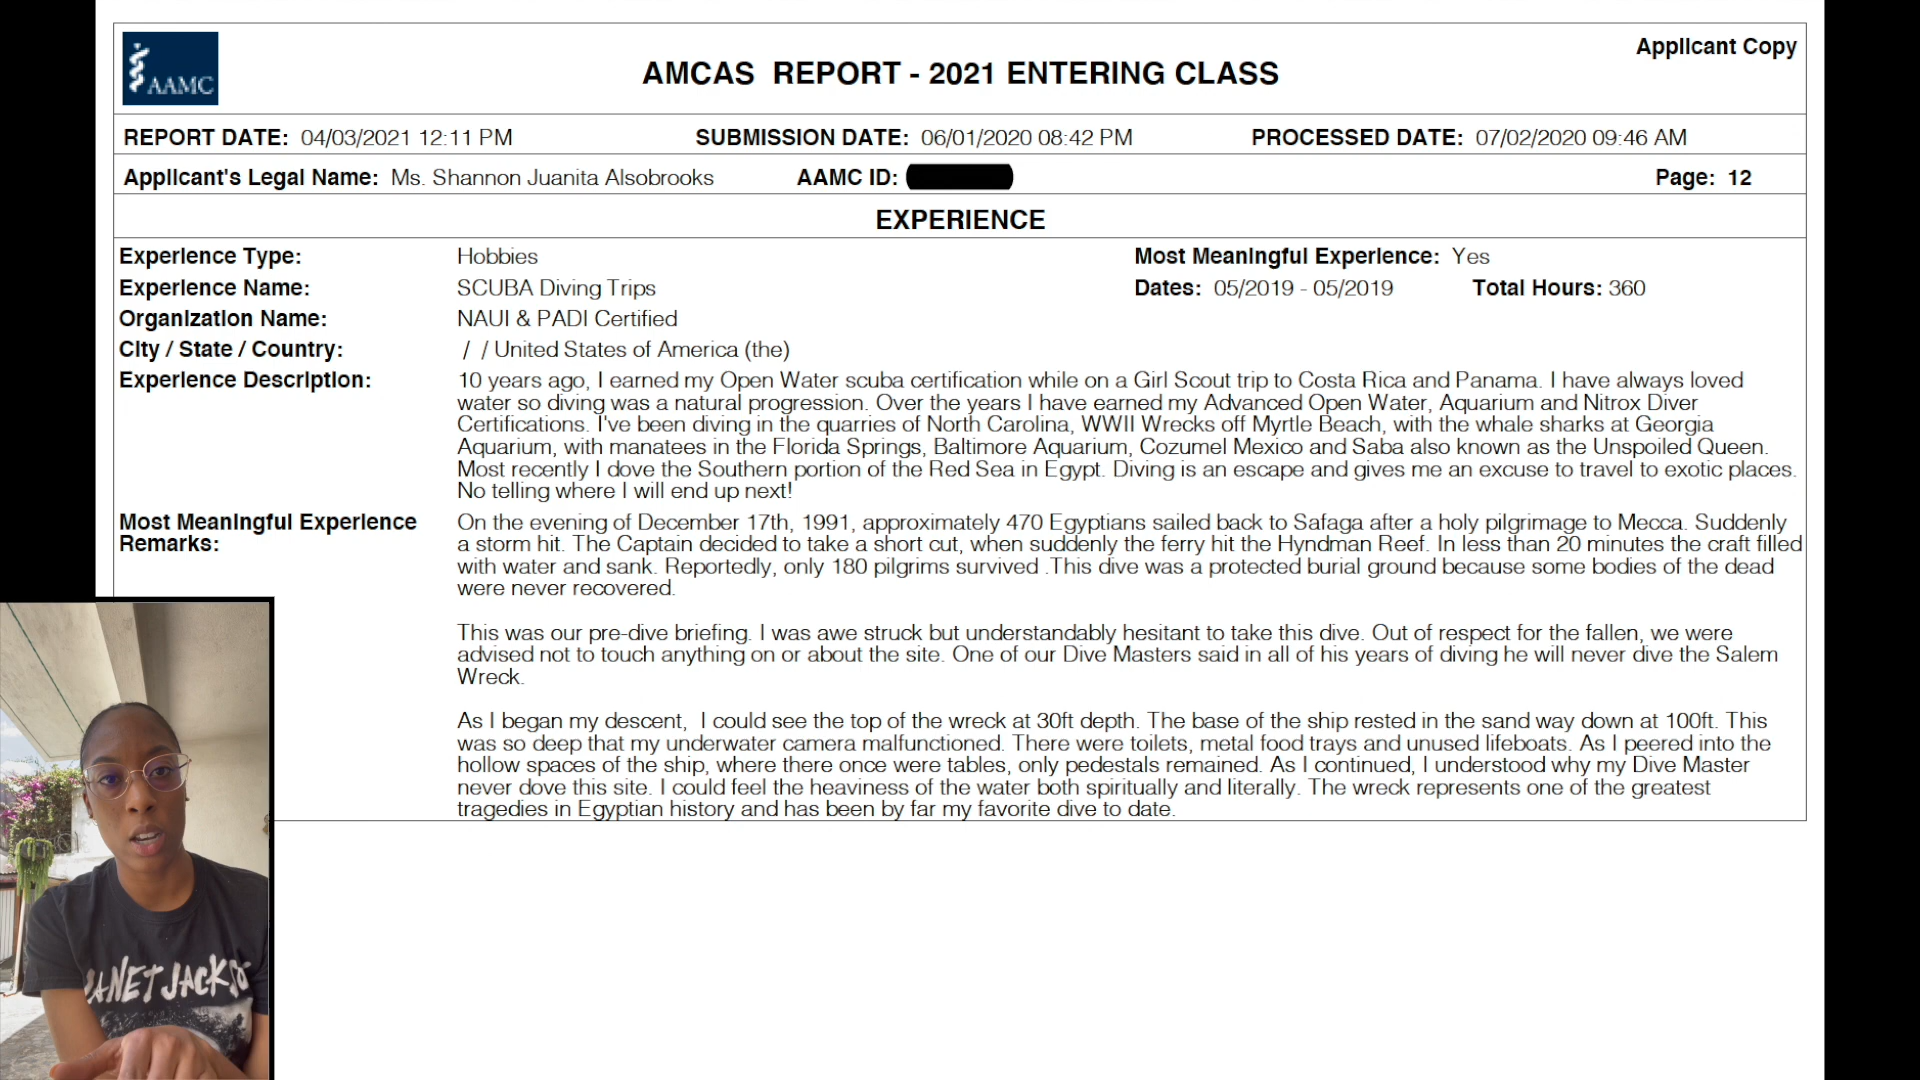 AAMC
AMCAS REPORT - 2021 ENTERING CLASS
Applicant Copy
REPORT DATE: 04/03/2021 12:11 PM SUBMISSION DATE: 06/01/2020 08:42 PM PROCESSED DATE: 07/02/2020 09:46 AM
Applicant's Legal Name: Ms. Shannon Juanita Alsobrooks AAMC ID: Page: 12
EXPERIENCE
Experience Type: Hobbies Most Meaningful Experience: Yes
Experience Name: SCUBA Diving Trips Dates: 05/2019 - 05/2019 Total Hours: 360
Organization Name: NAUI & PADI Certified
City / State / Country: / / United States of America (the)
Experience Description: 10 years ago, I earned my Open Water scuba certification while on a Girl Scout trip to Costa Rica and Panama. I have always loved
water so diving was a natural progression. Over the years I have earned my Advanced Open Water, Aquarium and Nitrox Diver
Certifications. I've been diving in the quarries of North Carolina, WWII Wrecks off Myrtle Beach, with the whale sharks at Georgia
Aquarium, with manatees in the Florida Springs, Baltimore Aquarium, Cozumel Mexico and Saba also known as the Unspoiled Queen.
Most recently I dove the Southern portion of the Red Sea in Egypt. Diving is an escape and gives me an excuse to travel to exotic places.
No telling where I will end up next!
Most Meaningful Experience
Remarks:
On the evening of December 17th, 1991, approximately 470 Egyptians sailed back to Safaga after a holy pilgrimage to Mecca. Suddenly
a storm hit. The Captain decided to take a short cut, when suddenly the ferry hit the Hyndman Reef. In less than 20 minutes the craft filled
with water and sank. Reportedly, only 180 pilgrims survived .This dive was a protected burial ground because some bodies of the dead
were never recovered.
This was our pre-dive briefing. I was awe struck but understandably hesitant to take this dive. Out of respect for the fallen, we were
advised not to touch anything on or about the site. One of our Dive Masters said in all of his years of diving he will never dive the Salem
Wreck.
As I began my descent, I could see the top of the wreck at 30ft depth. The base of the ship rested in the sand way down at 100ft. This
was so deep that my underwater camera malfunctioned. There were toilets, metal food trays and unused lifeboats. As I peered into the
hollow spaces of the ship, where there once were tables, only pedestals remained. As I continued, I understood why my Dive Master
never dove this site. I could feel the heaviness of the water both spiritually and literally. The wreck represents one of the greatest
tragedies in Egyptian history and has been by far my favorite dive to date.
JANET JACKSON